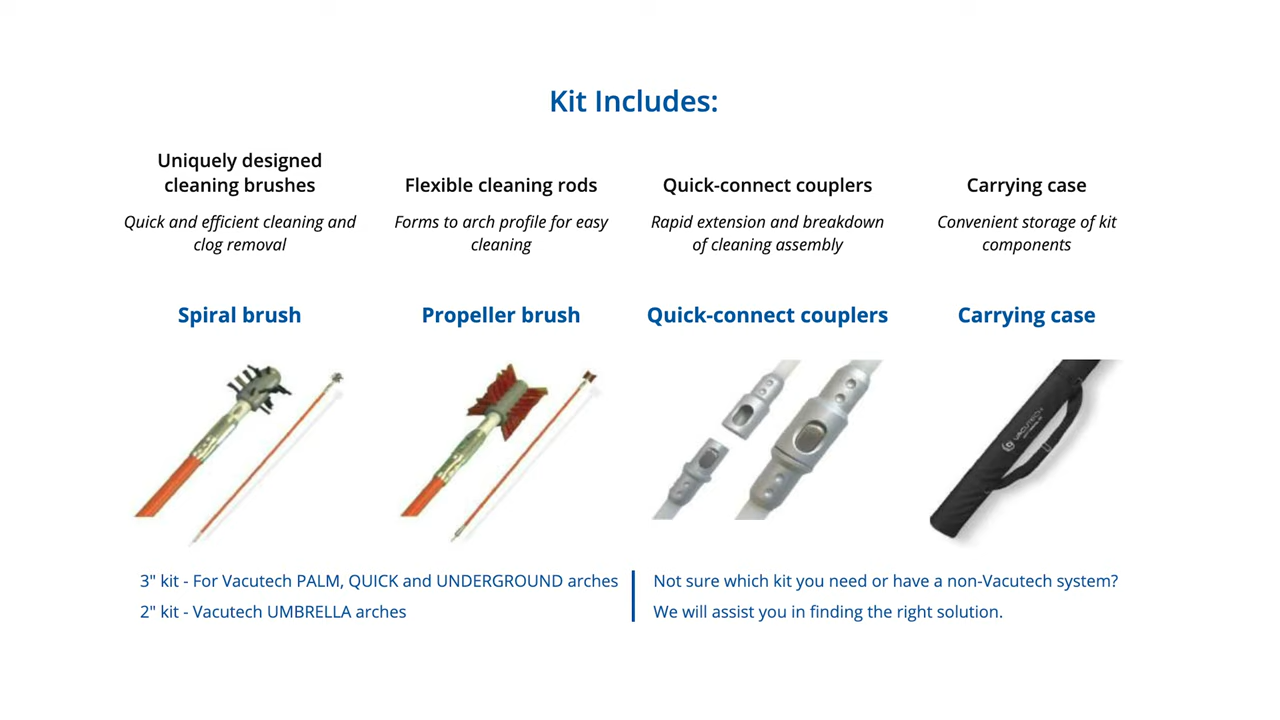 Kit Includes:
Uniquely designed
cleaning brushes
Quick and efficient cleaning and
clog removal
Flexible cleaning rods
Forms to arch profile for easy
cleaning
Quick-connect couplers
Rapid extension and breakdown
of cleaning assembly
Carrying case
Convenient storage of kit
components
Spiral brush
Propeller brush
Quick-connect couplers
Carrying case
VACUTECH
3" kit - For Vacutech PALM, QUICK and UNDERGROUND arches
2" kit - Vacutech UMBRELLA arches
Not sure which kit you need or have a non-Vacutech system?
We will assist you in finding the right solution.